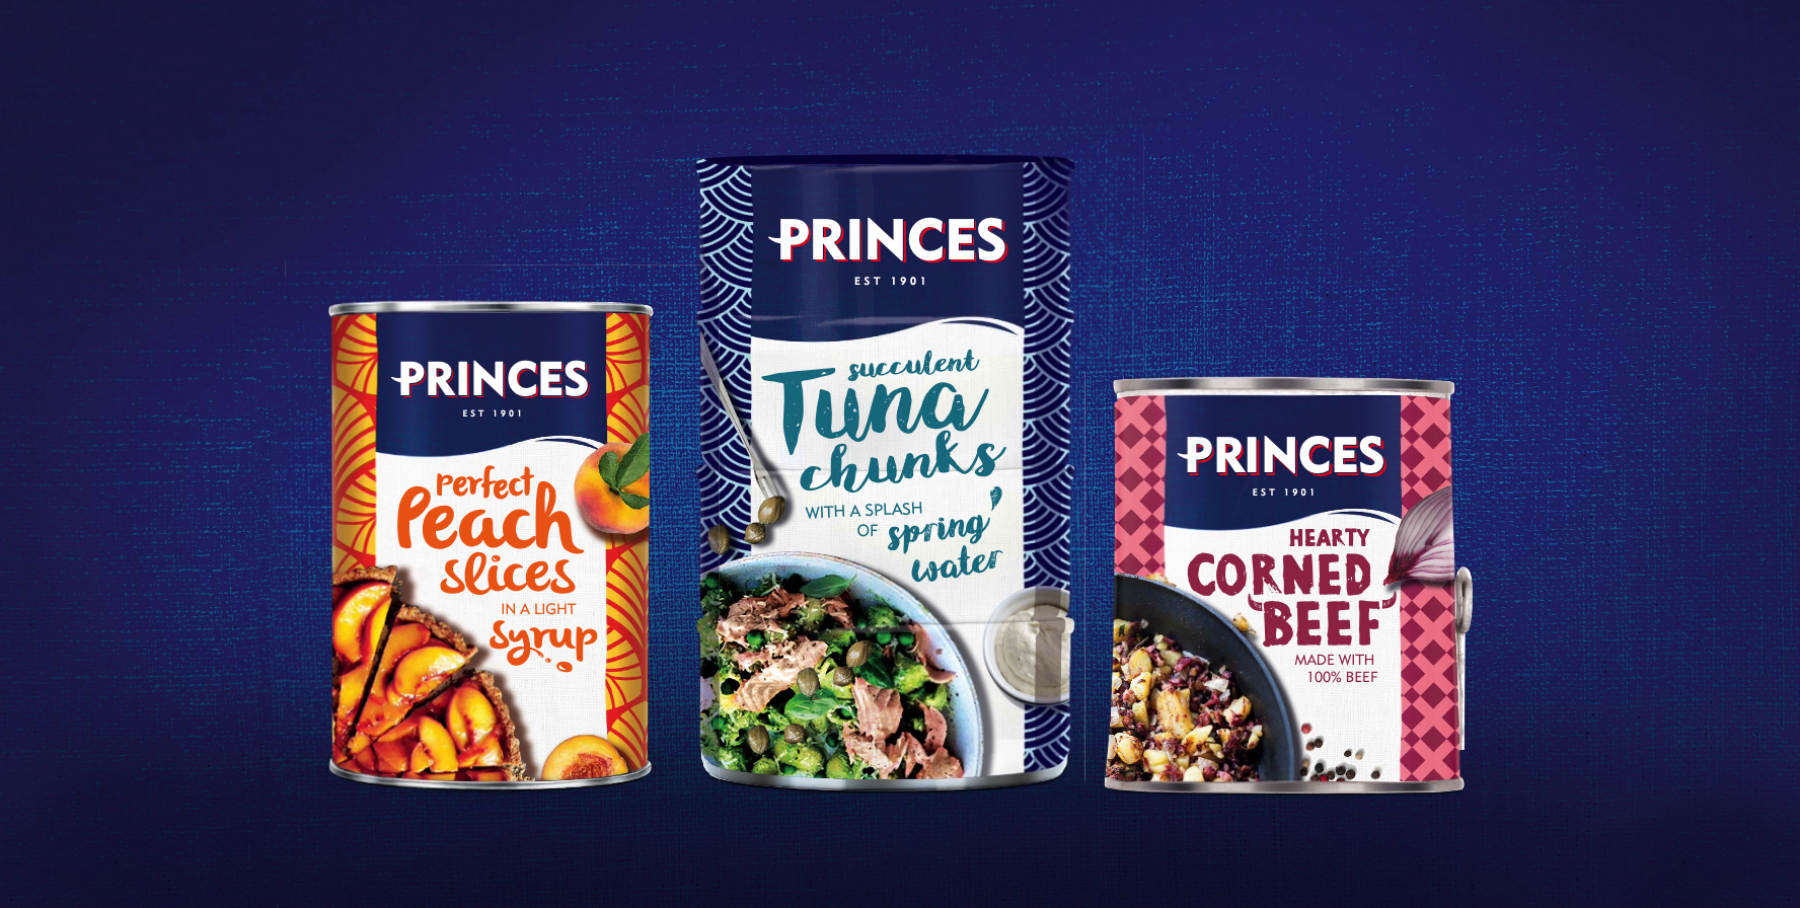 PRINCES
EST 1901
perfect
Peach
slices
IN A LIGHT
syrup
PRINCES
EST 1901
succulent
Tuna
chunks
WITH A SPLASH
OF spring
water
PRINCES
EST 1901
HEARTY
CORNED
BEEF
MADE WITH
100% BEEF